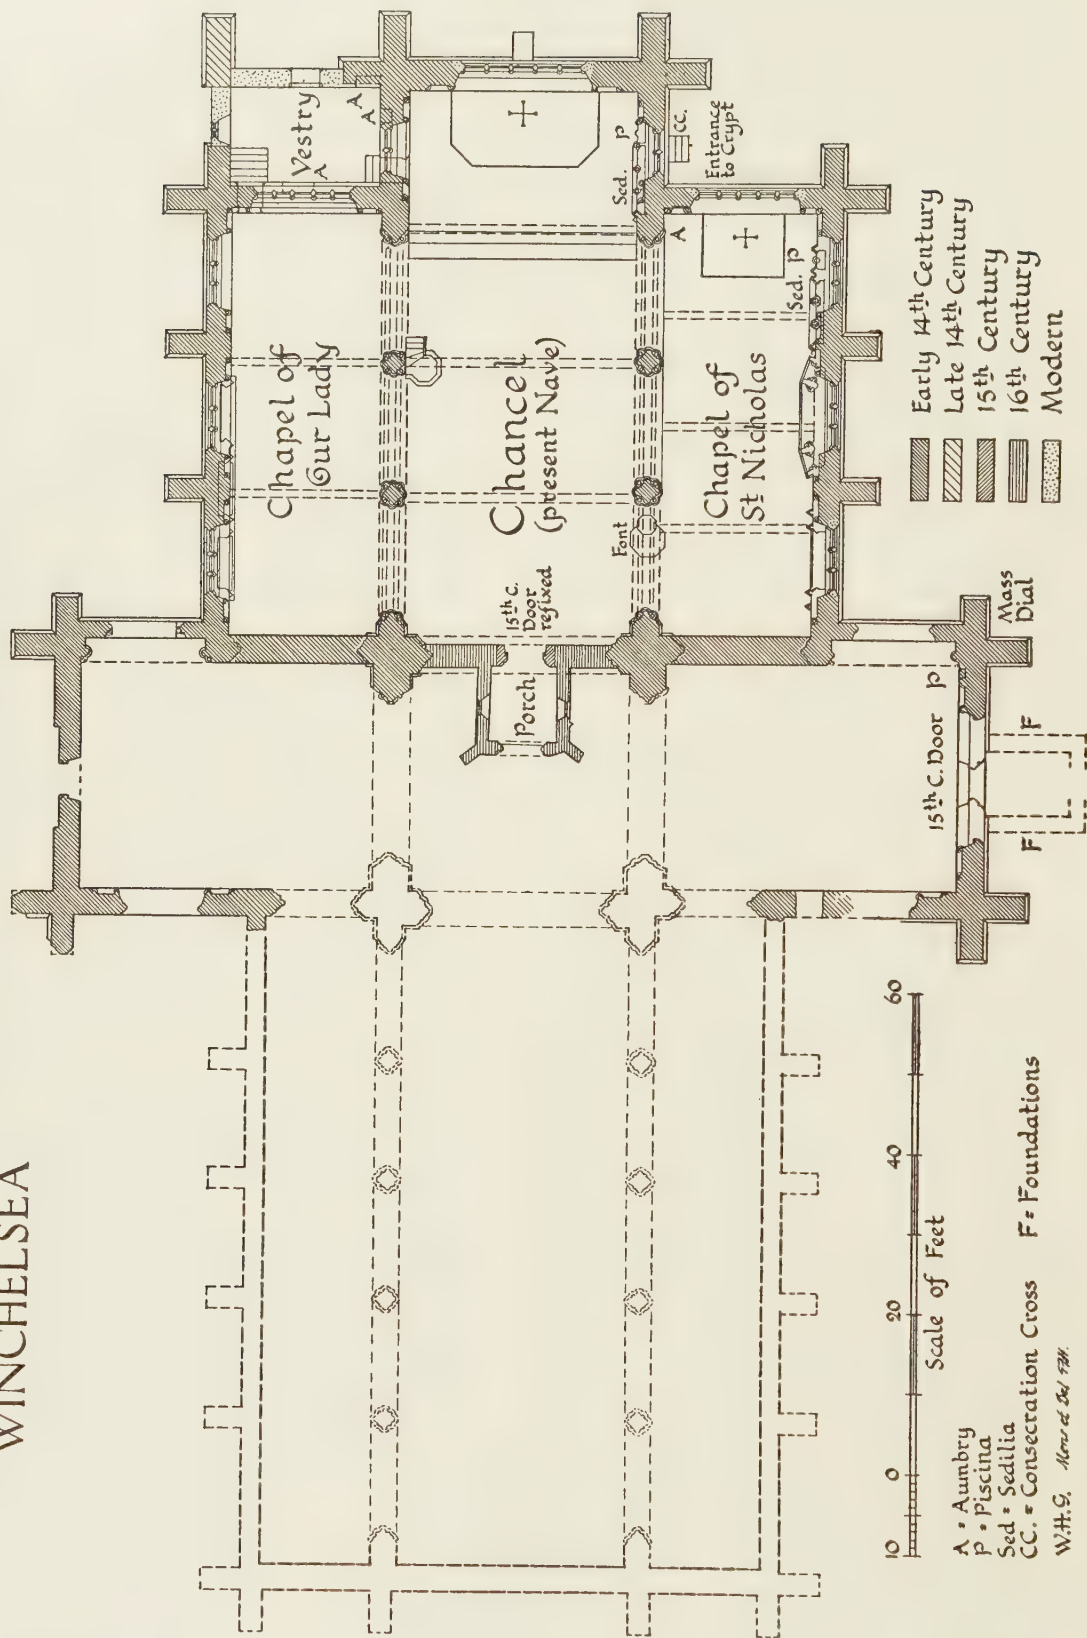 WINCHELSEA
Vestry
A
A
A
Chapel of
Our Lady
Chancel
(present Nave)
Sed.
P
CC.
Entrance
to Crypt
A
Sed.
P
Chapel of
St Nicholas
Font
15th C.
Door
refixed
Porch
Mass
Dial
15th C. Door
P
F
F
Early 14th Century
Late 14th Century
15th Century
16th Century
Modern
10 0 20 40 60
Scale of Feet
A = Aumbry
P = Piscina
Sed = Sedilia
CC. = Consecration Cross F = Foundations
W.H.G.